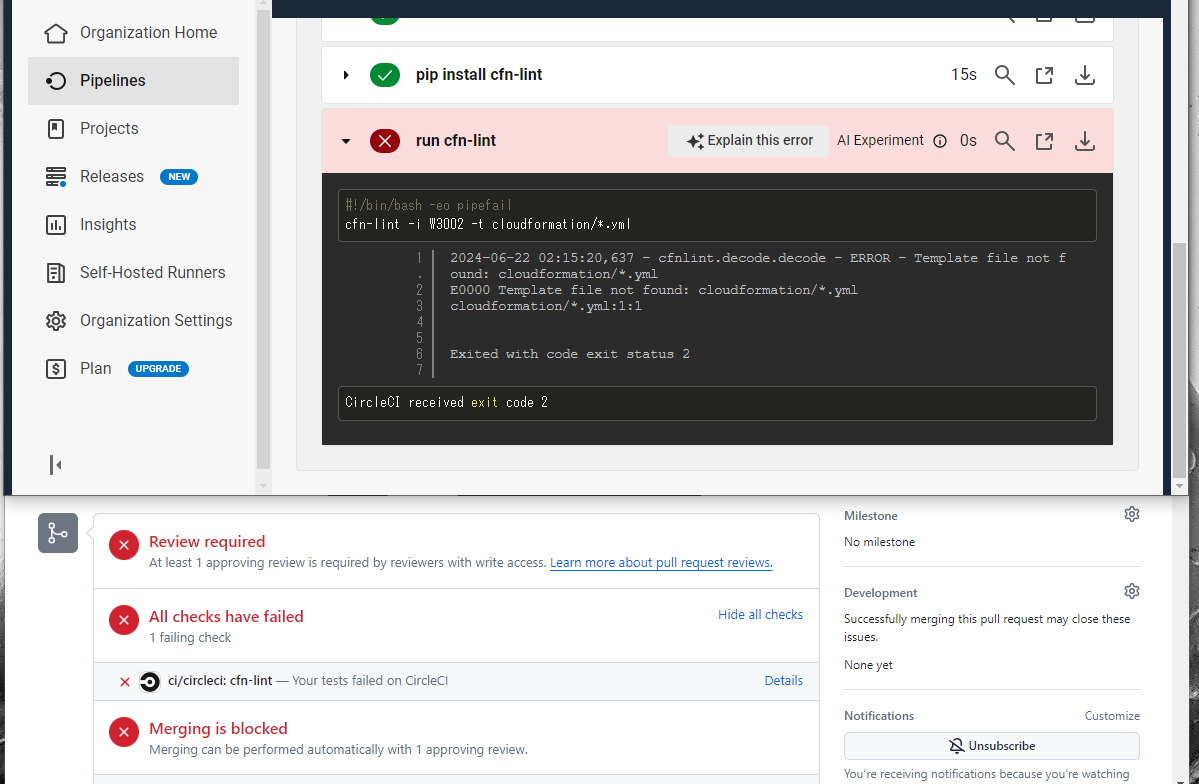 Organization Home
Pipelines
Projects
Releases NEW
Insights
Self-Hosted Runners
Organization Settings
Plan UPGRADE
pip install cfn-lint 15s
run cfn-lint Explain this error AI Experiment 0s
#!/bin/bash -eo pipefail
cfn-lint -i W3002 -t cloudformation/*.yml
1 2024-06-22 02:15:20,637 - cfnlint.decode.decode - ERROR - Template file not f
. ound: cloudformation/*.yml
2 E0000 Template file not found: cloudformation/*.yml
3 cloudformation/*.yml:1:1
4
5
6 Exited with code exit status 2
7
CircleCI received exit code 2
Review required
At least 1 approving review is required by reviewers with write access. Learn more about pull request reviews.
All checks have failed Hide all checks
1 failing check
ci/circleci: cfn-lint — Your tests failed on CircleCI Details
Merging is blocked
Merging can be performed automatically with 1 approving review.
Milestone
No milestone
Development
Successfully merging this pull request may close these
issues.
None yet
Notifications Customize
Unsubscribe
You're receiving notifications because you're watching